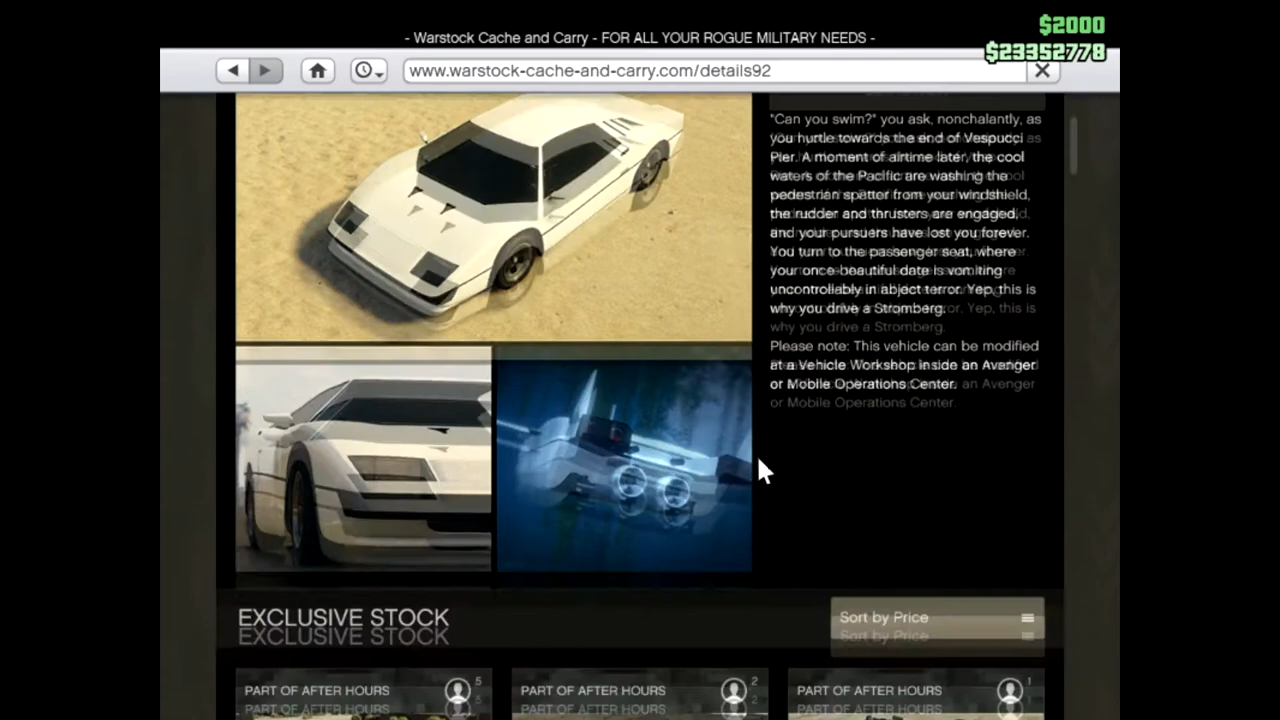 $2000
- Warstock Cache and Carry - FOR ALL YOUR ROGUE MILITARY NEEDS -
$23352778
www.warstock-cache-and-carry.com/details92
"Can you swim?" you ask, nonchalantly, as
you hurtle towards the end of Vespucci
Pier. A moment of airtime later, the cool
waters of the Pacific are washing the
pedestrian spatter from your windshield,
the rudder and thrusters are engaged,
and your pursuers have lost you forever.
You turn to the passenger seat, where
your once-beautiful date is vomiting
uncontrollably in abject terror. Yep, this is
why you drive a Stromberg.
Please note: This vehicle can be modified
at a Vehicle Workshop inside an Avenger
or a Mobile Operations Center.
EXCLUSIVE STOCK
Sort by Price
PART OF AFTER HOURS 5
PART OF AFTER HOURS 2
PART OF AFTER HOURS 1